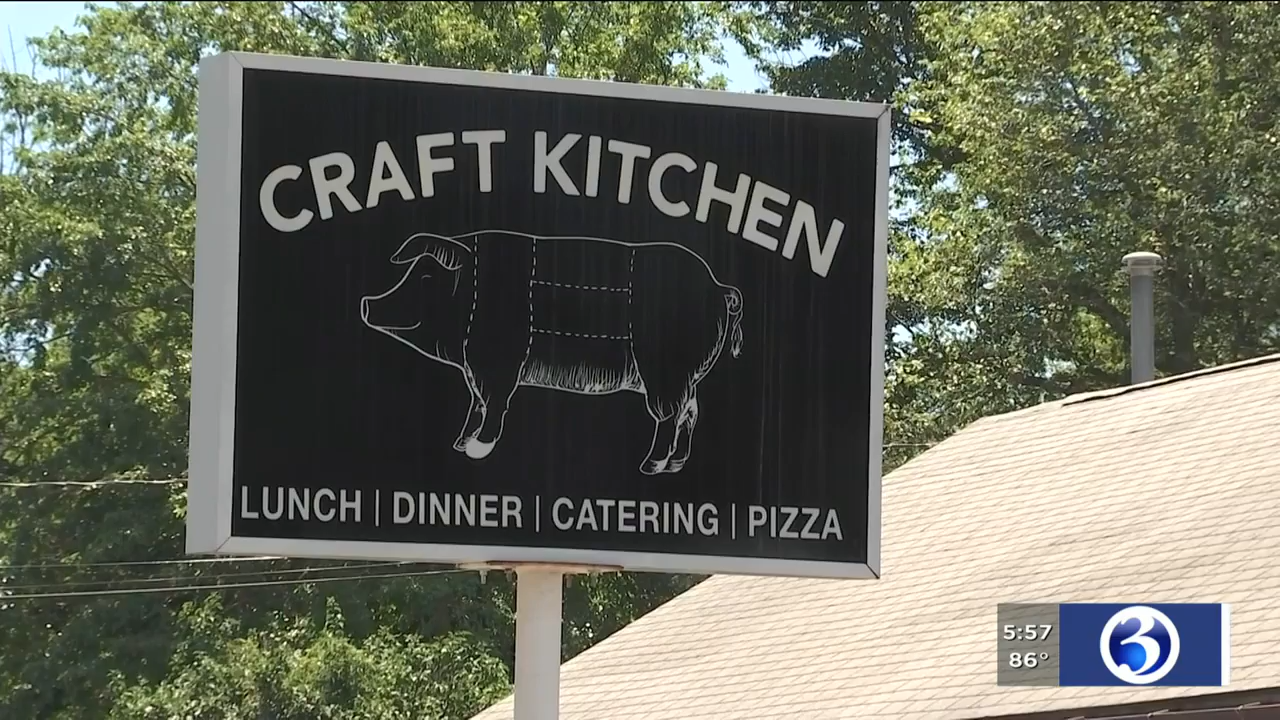 CRAFT KITCHEN
LUNCH | DINNER | CATERING | PIZZA
5:57
86°
3